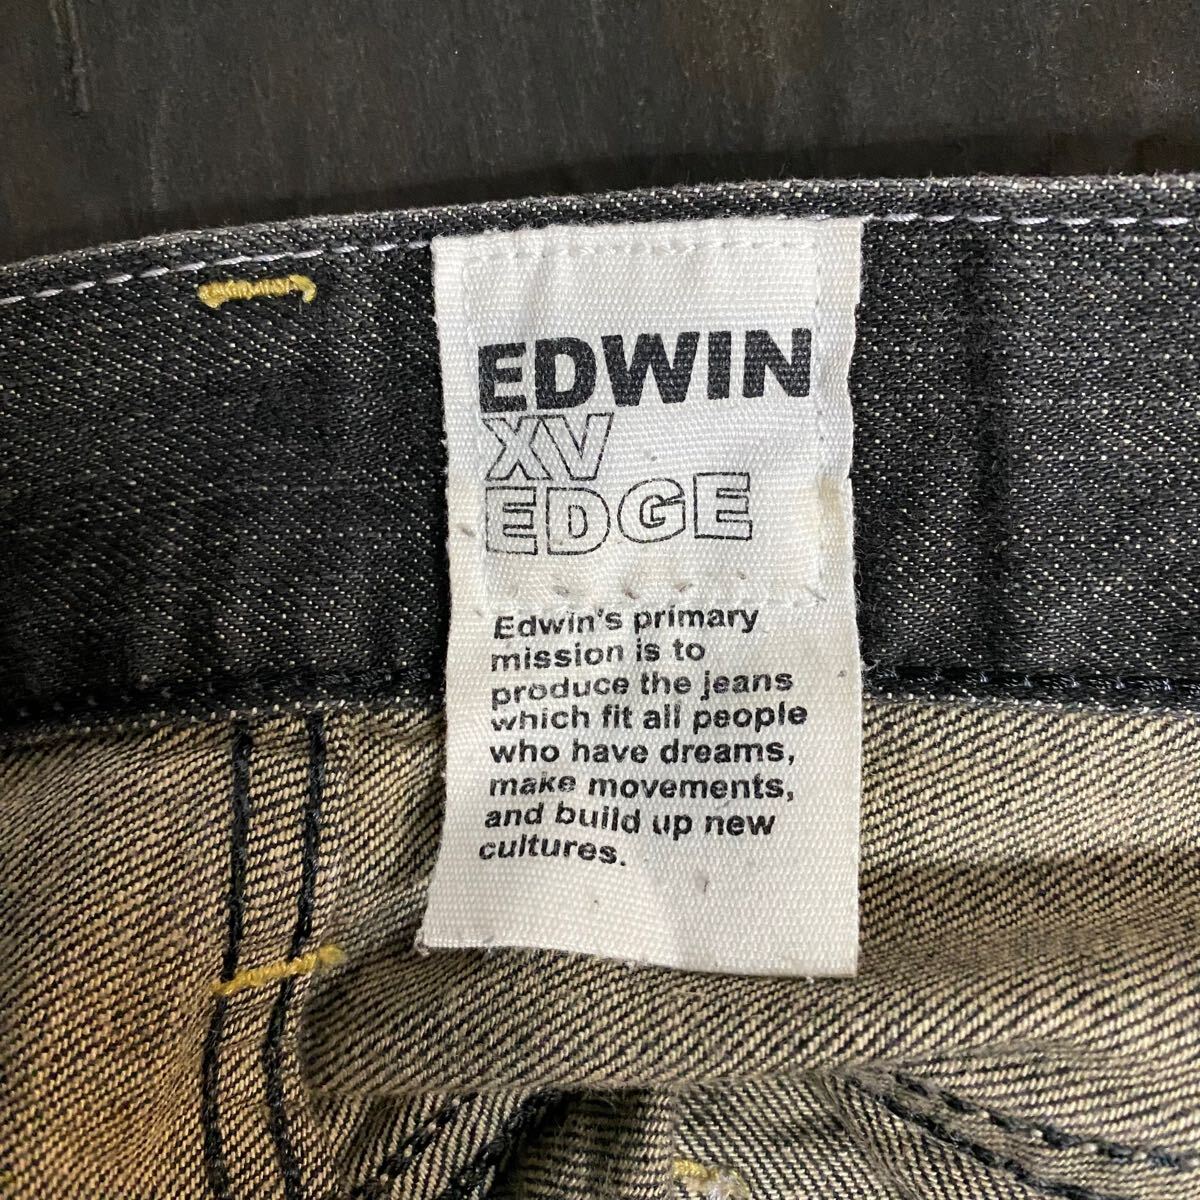 EDWIN
XV
EDGE
Edwin's primary
mission is to
produce the jeans
which fit all people
who have dreams,
make movements,
and build up new
cultures.